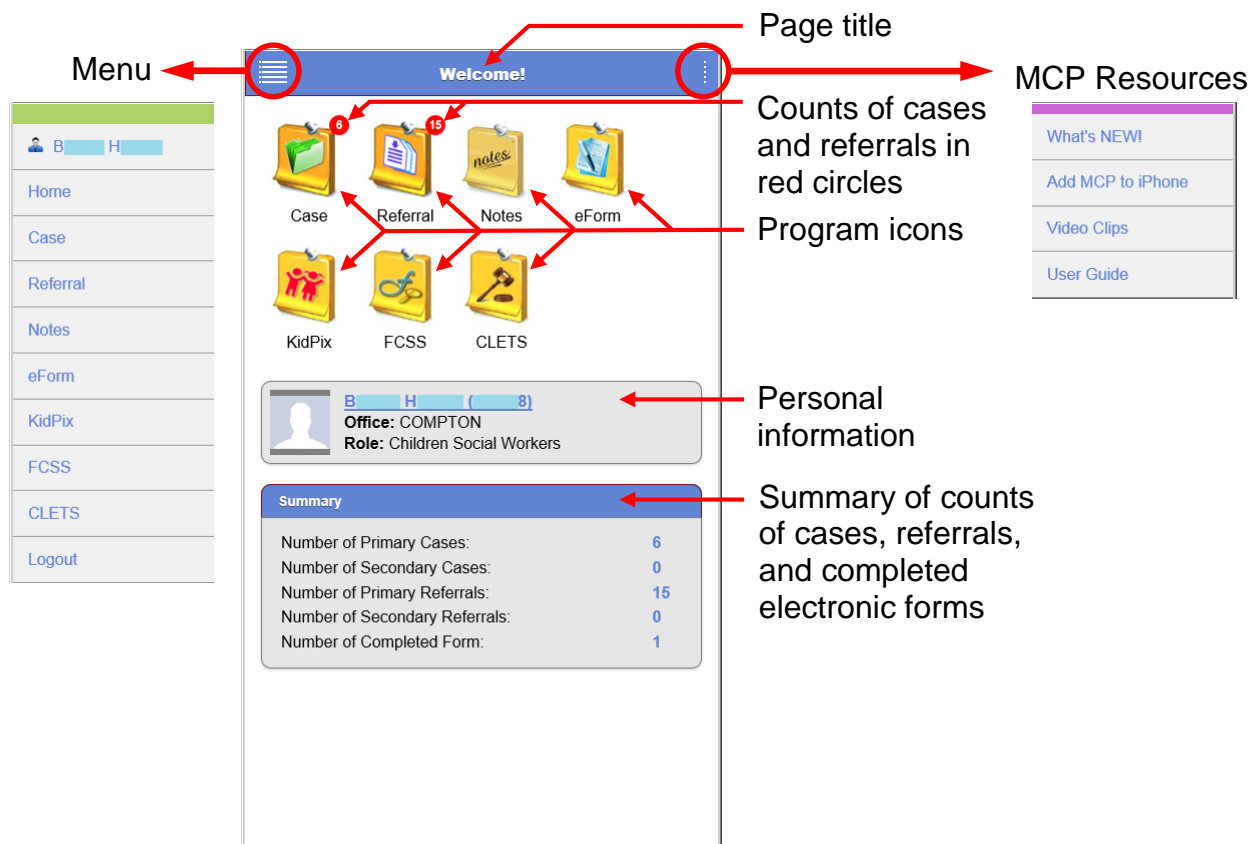 Page title
Menu
Welcome!
MCP Resources
Counts of cases
and referrals in
red circles
Program icons
B H
Home
Case
Referral
Notes
eForm
KidPix
FCSS
CLETS
Logout
6
15
notes
Case Referral Notes eForm
KidPix FCSS CLETS
What's NEW!
Add MCP to iPhone
Video Clips
User Guide
B H ( 8)
Office: COMPTON
Role: Children Social Workers
Personal
information
Summary
Number of Primary Cases: 6
Number of Secondary Cases: 0
Number of Primary Referrals: 15
Number of Secondary Referrals: 0
Number of Completed Form: 1
Summary of counts
of cases, referrals,
and completed
electronic forms